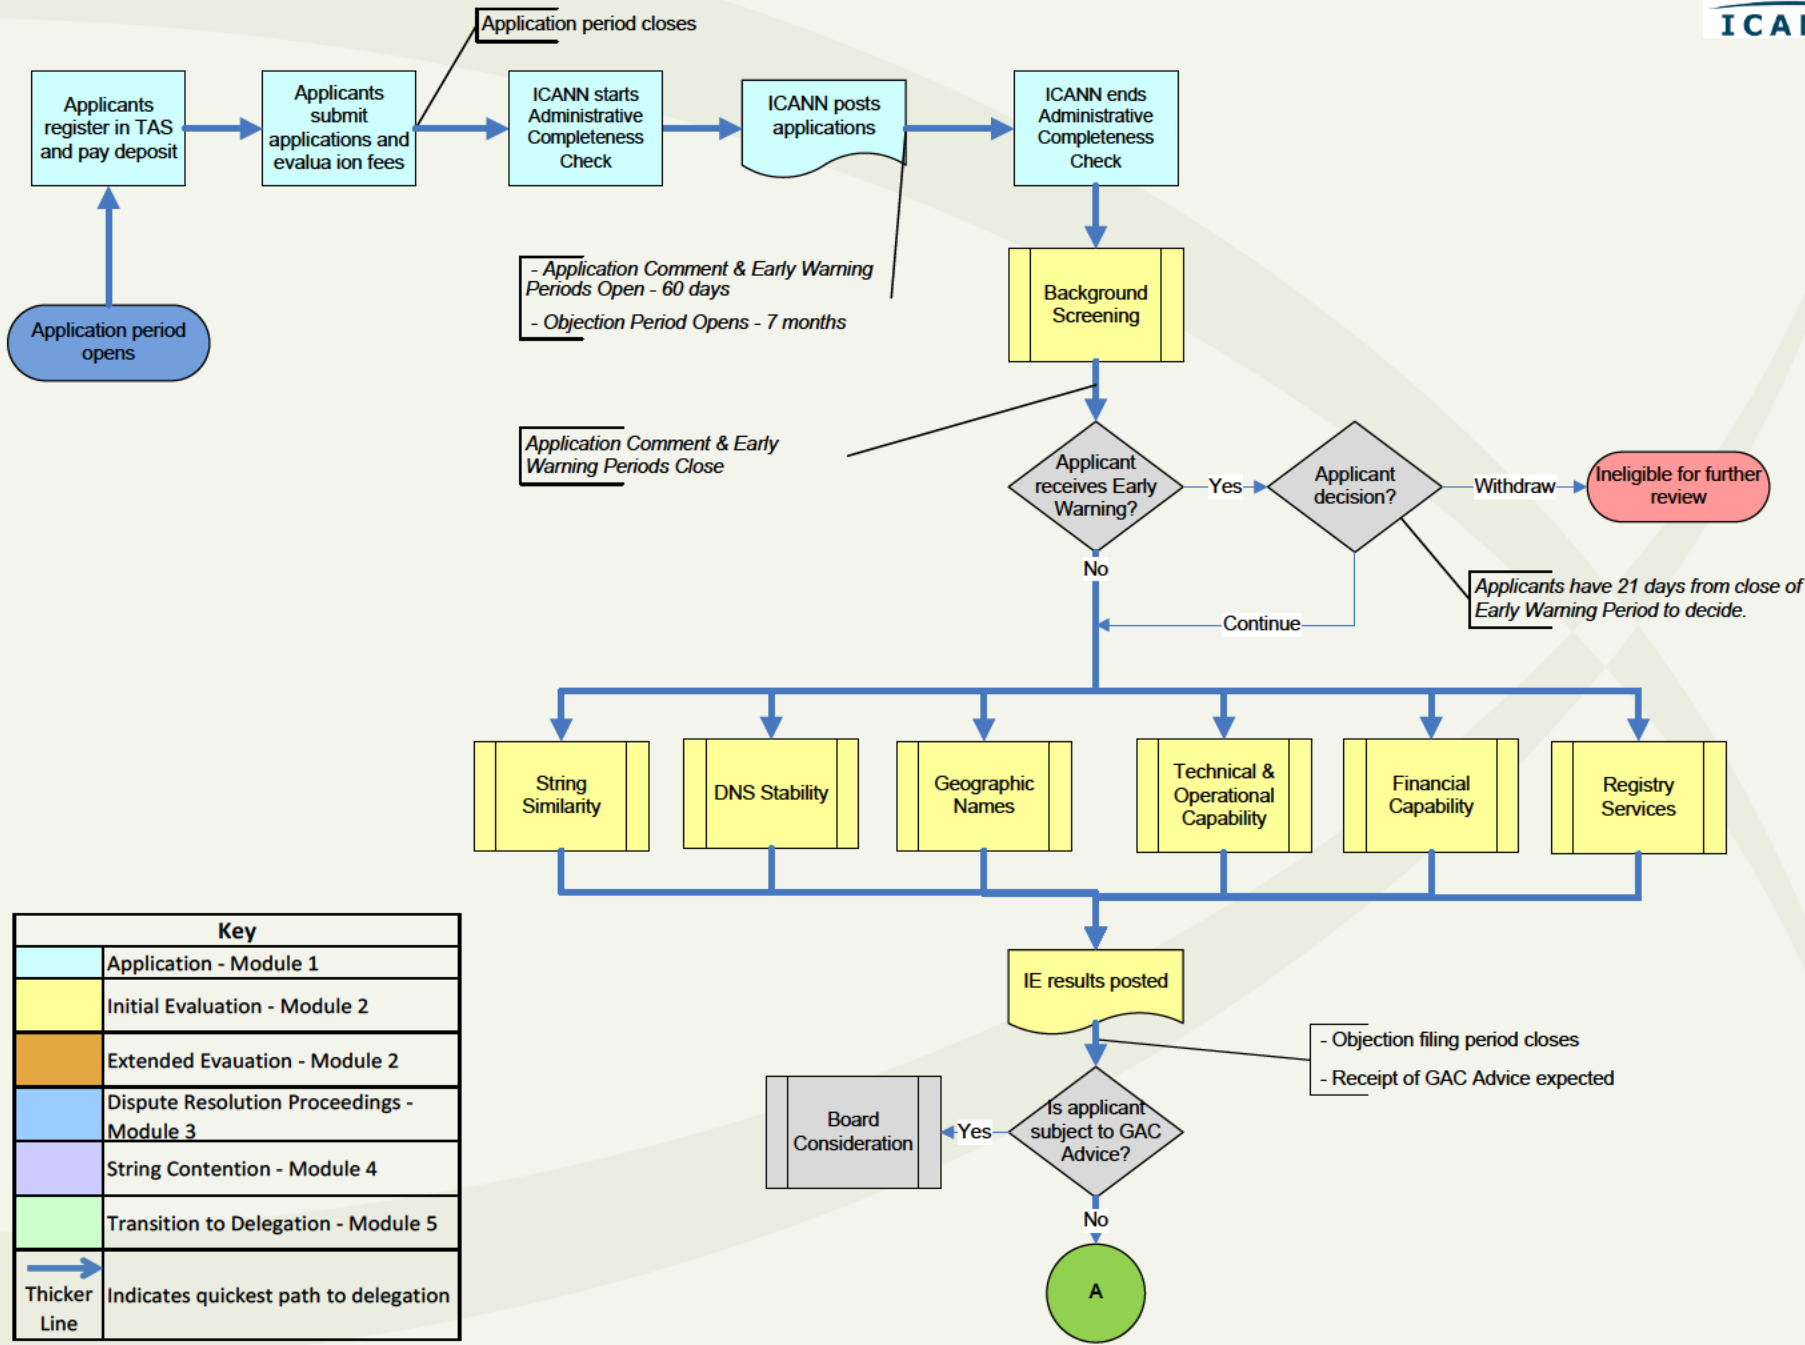 Application period closes
ICA
Applicants
register in TAS
and pay deposit
Applicants
submit
applications and
evalua ion fees
ICANN starts
Administrative
Completeness
Check
ICANN posts
applications
ICANN ends
Administrative
Completeness
Check
- Application Comment & Early Warning
Periods Open - 60 days
- Objection Period Opens - 7 months
Background
Screening
Application period
opens
Application Comment & Early
Warning Periods Close
Applicant
receives Early
Warning?
Yes
Applicant
decision?
Withdraw
Ineligible for further
review
No
Applicants have 21 days from close of
Early Warning Period to decide.
Continue
String
Similarity
DNS Stability
Geographic
Names
Technical &
Operational
Capability
Financial
Capability
Registry
Services
Key
Application - Module 1
Initial Evaluation - Module 2
Extended Evauation - Module 2
Dispute Resolution Proceedings -
Module 3
String Contention - Module 4
Transition to Delegation - Module 5
Thicker
Line
Indicates quickest path to delegation
IE results posted
- Objection filing period closes
- Receipt of GAC Advice expected
Board
Consideration
Yes
Is applicant
subject to GAC
Advice?
No
A